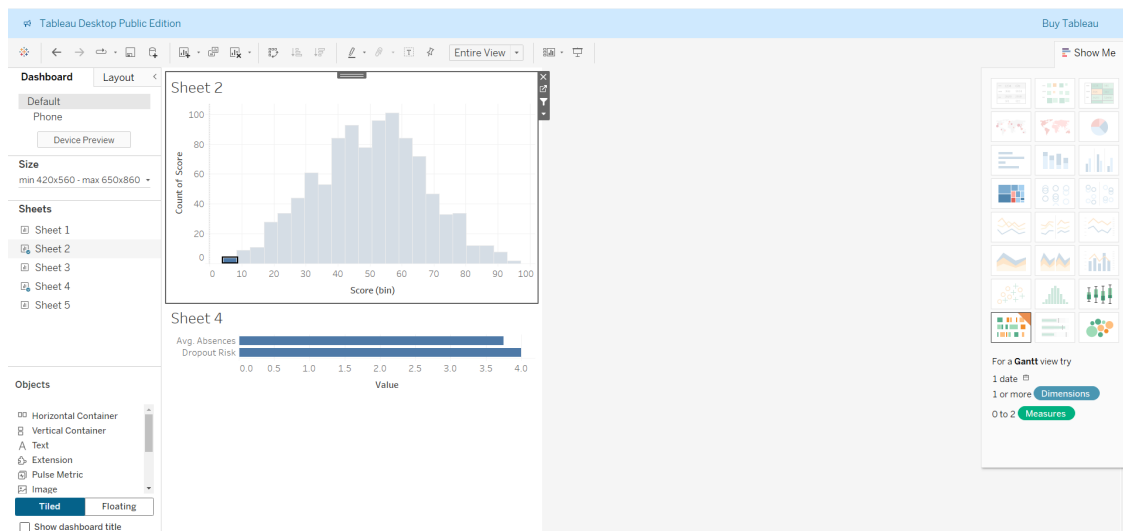 Tableau Desktop Public Edition
Buy Tableau
Entire View
Show Me
Dashboard
Layout
Default
Phone
Device Preview
Size
min 420x560 - max 650x860
Sheets
Sheet 1
Sheet 2
Sheet 3
Sheet 4
Sheet 5
Objects
Horizontal Container
Vertical Container
Text
Extension
Pulse Metric
Image
Tiled
Floating
Show dashboard title
Sheet 2
100
80
60
40
20
0
Count of Score
0 10 20 30 40 50 60 70 80 90 100
Score (bin)
Sheet 4
Avg. Absences
Dropout Risk
0.0 0.5 1.0 1.5 2.0 2.5 3.0 3.5 4.0
Value
For a Gantt view try
1 date
1 or more Dimensions
0 to 2 Measures